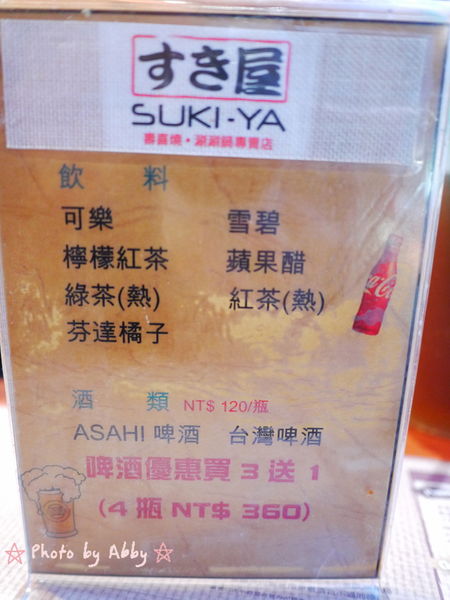 すき屋
SUKI-YA
壽喜燒・涮涮鍋專賣店
飲 料
可樂 雪碧
檸檬紅茶 蘋果醋
綠茶(熱) 紅茶(熱)
芬達橘子
酒 類 NT$ 120/瓶
ASAHI 啤酒 台灣啤酒
啤酒優惠買 3 送 1
(4 瓶 NT$ 360)
☆ Photo by Abby ☆